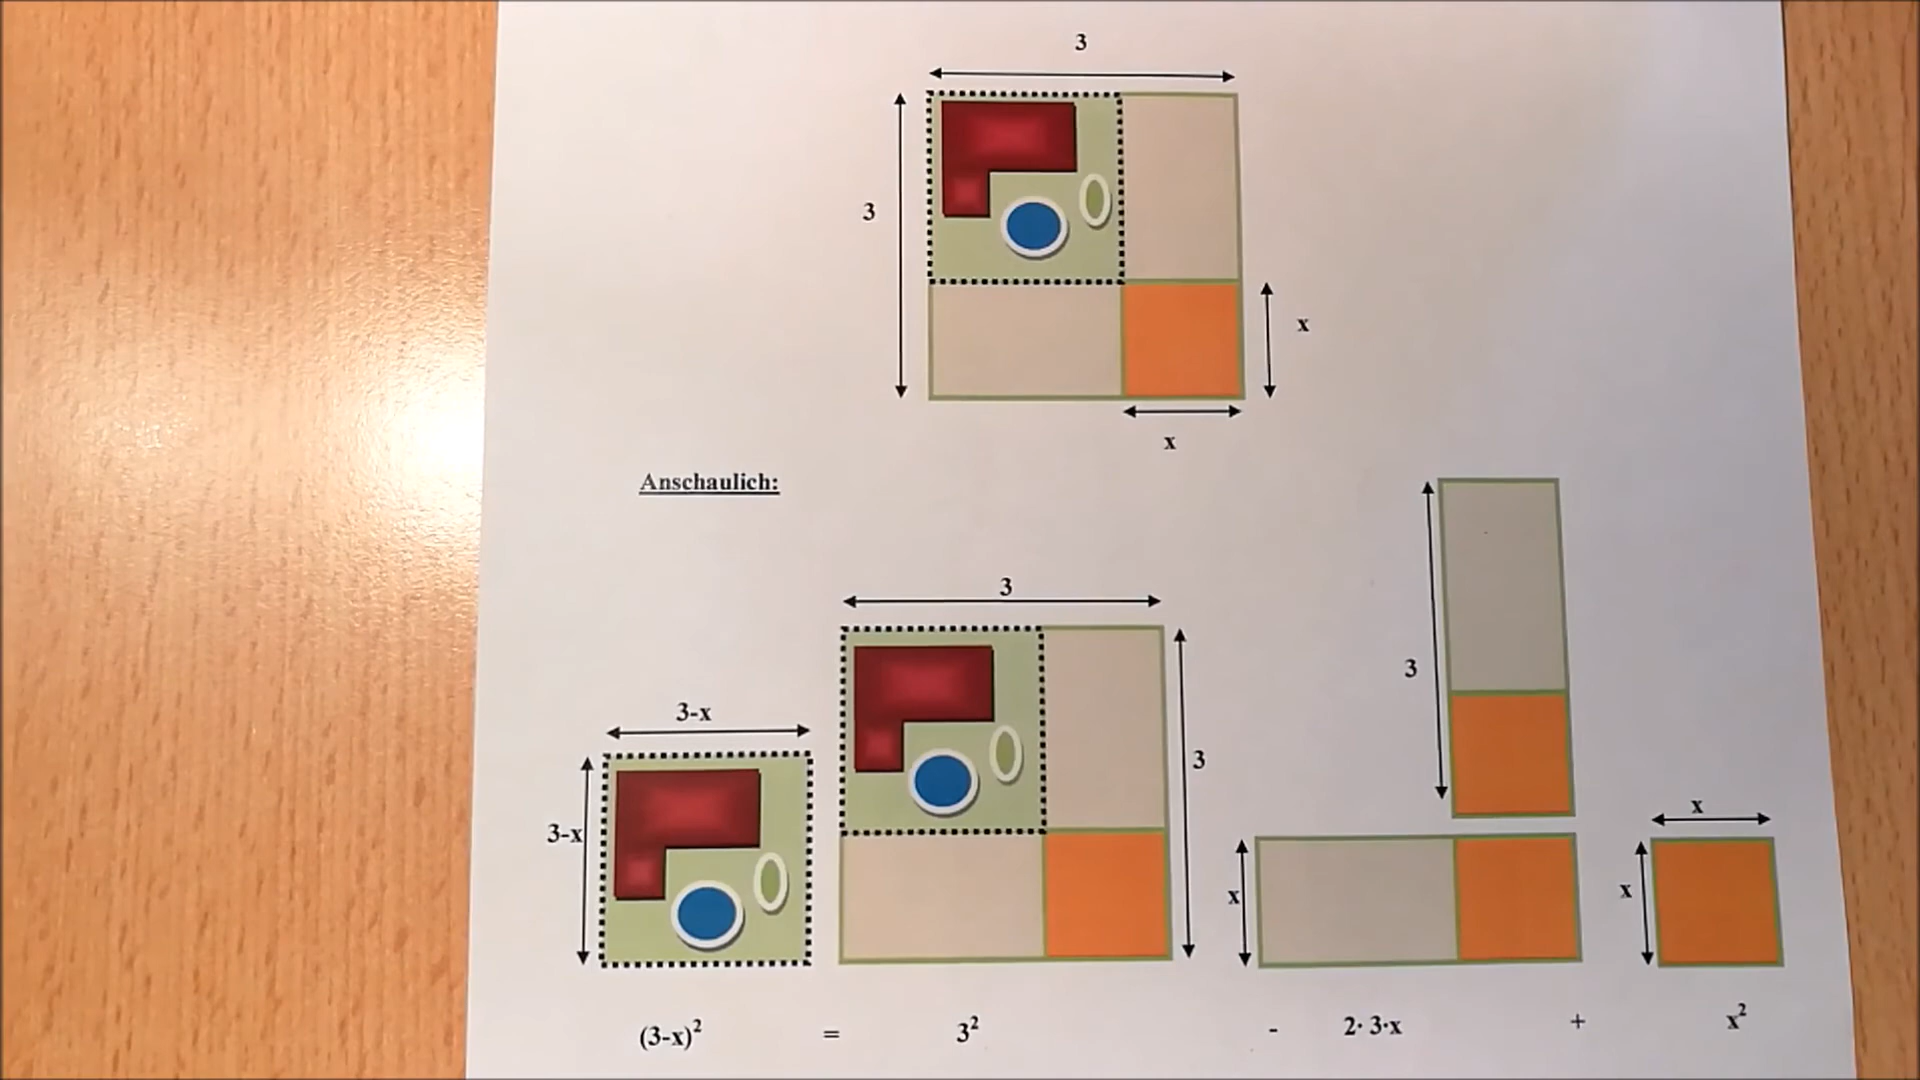 3
3
x
x
Anschaulich:
3
3
3-x
3
3-x
x
x
x
(3-x)² = 3² - 2· 3·x + x²